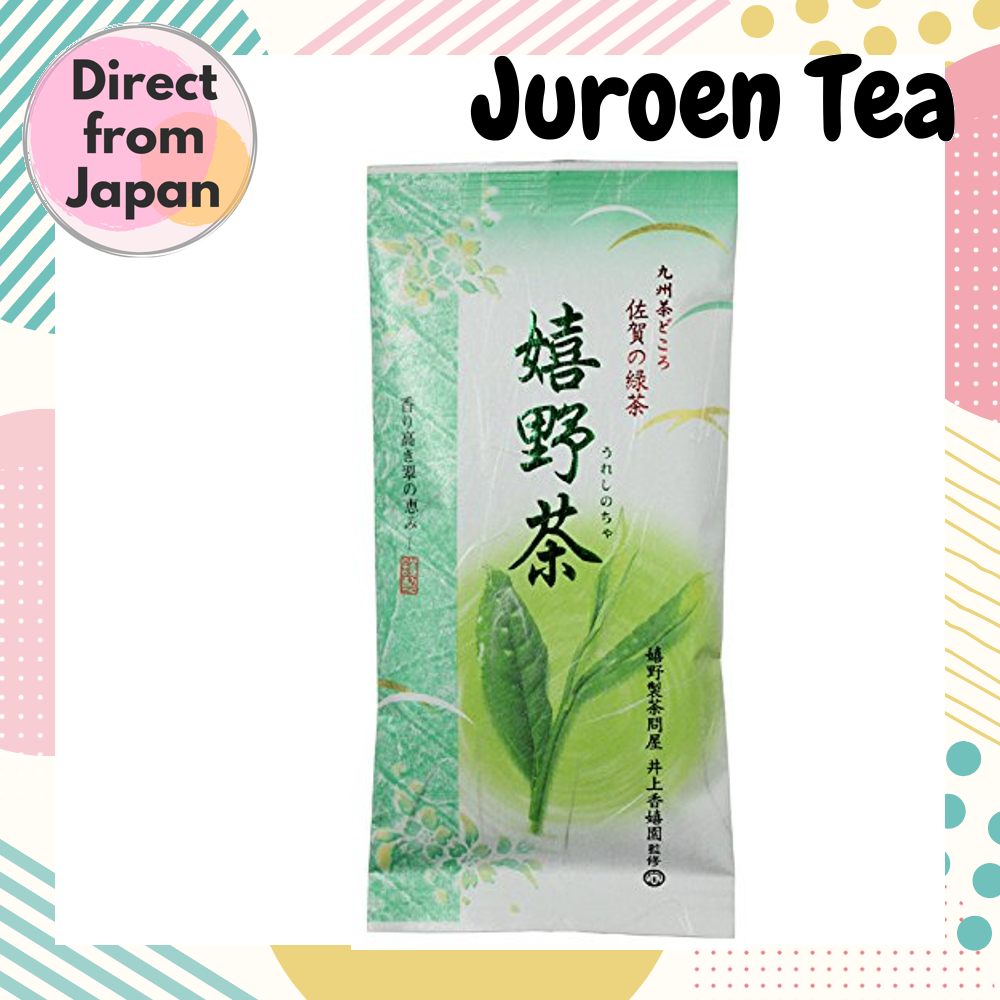 Direct
from
Japan
Juroen Tea
九州茶どころ
佐賀の緑茶
嬉野茶
うれしのちゃ
香り高き翠の恵み
嬉野製茶問屋 井上香嬉園監修